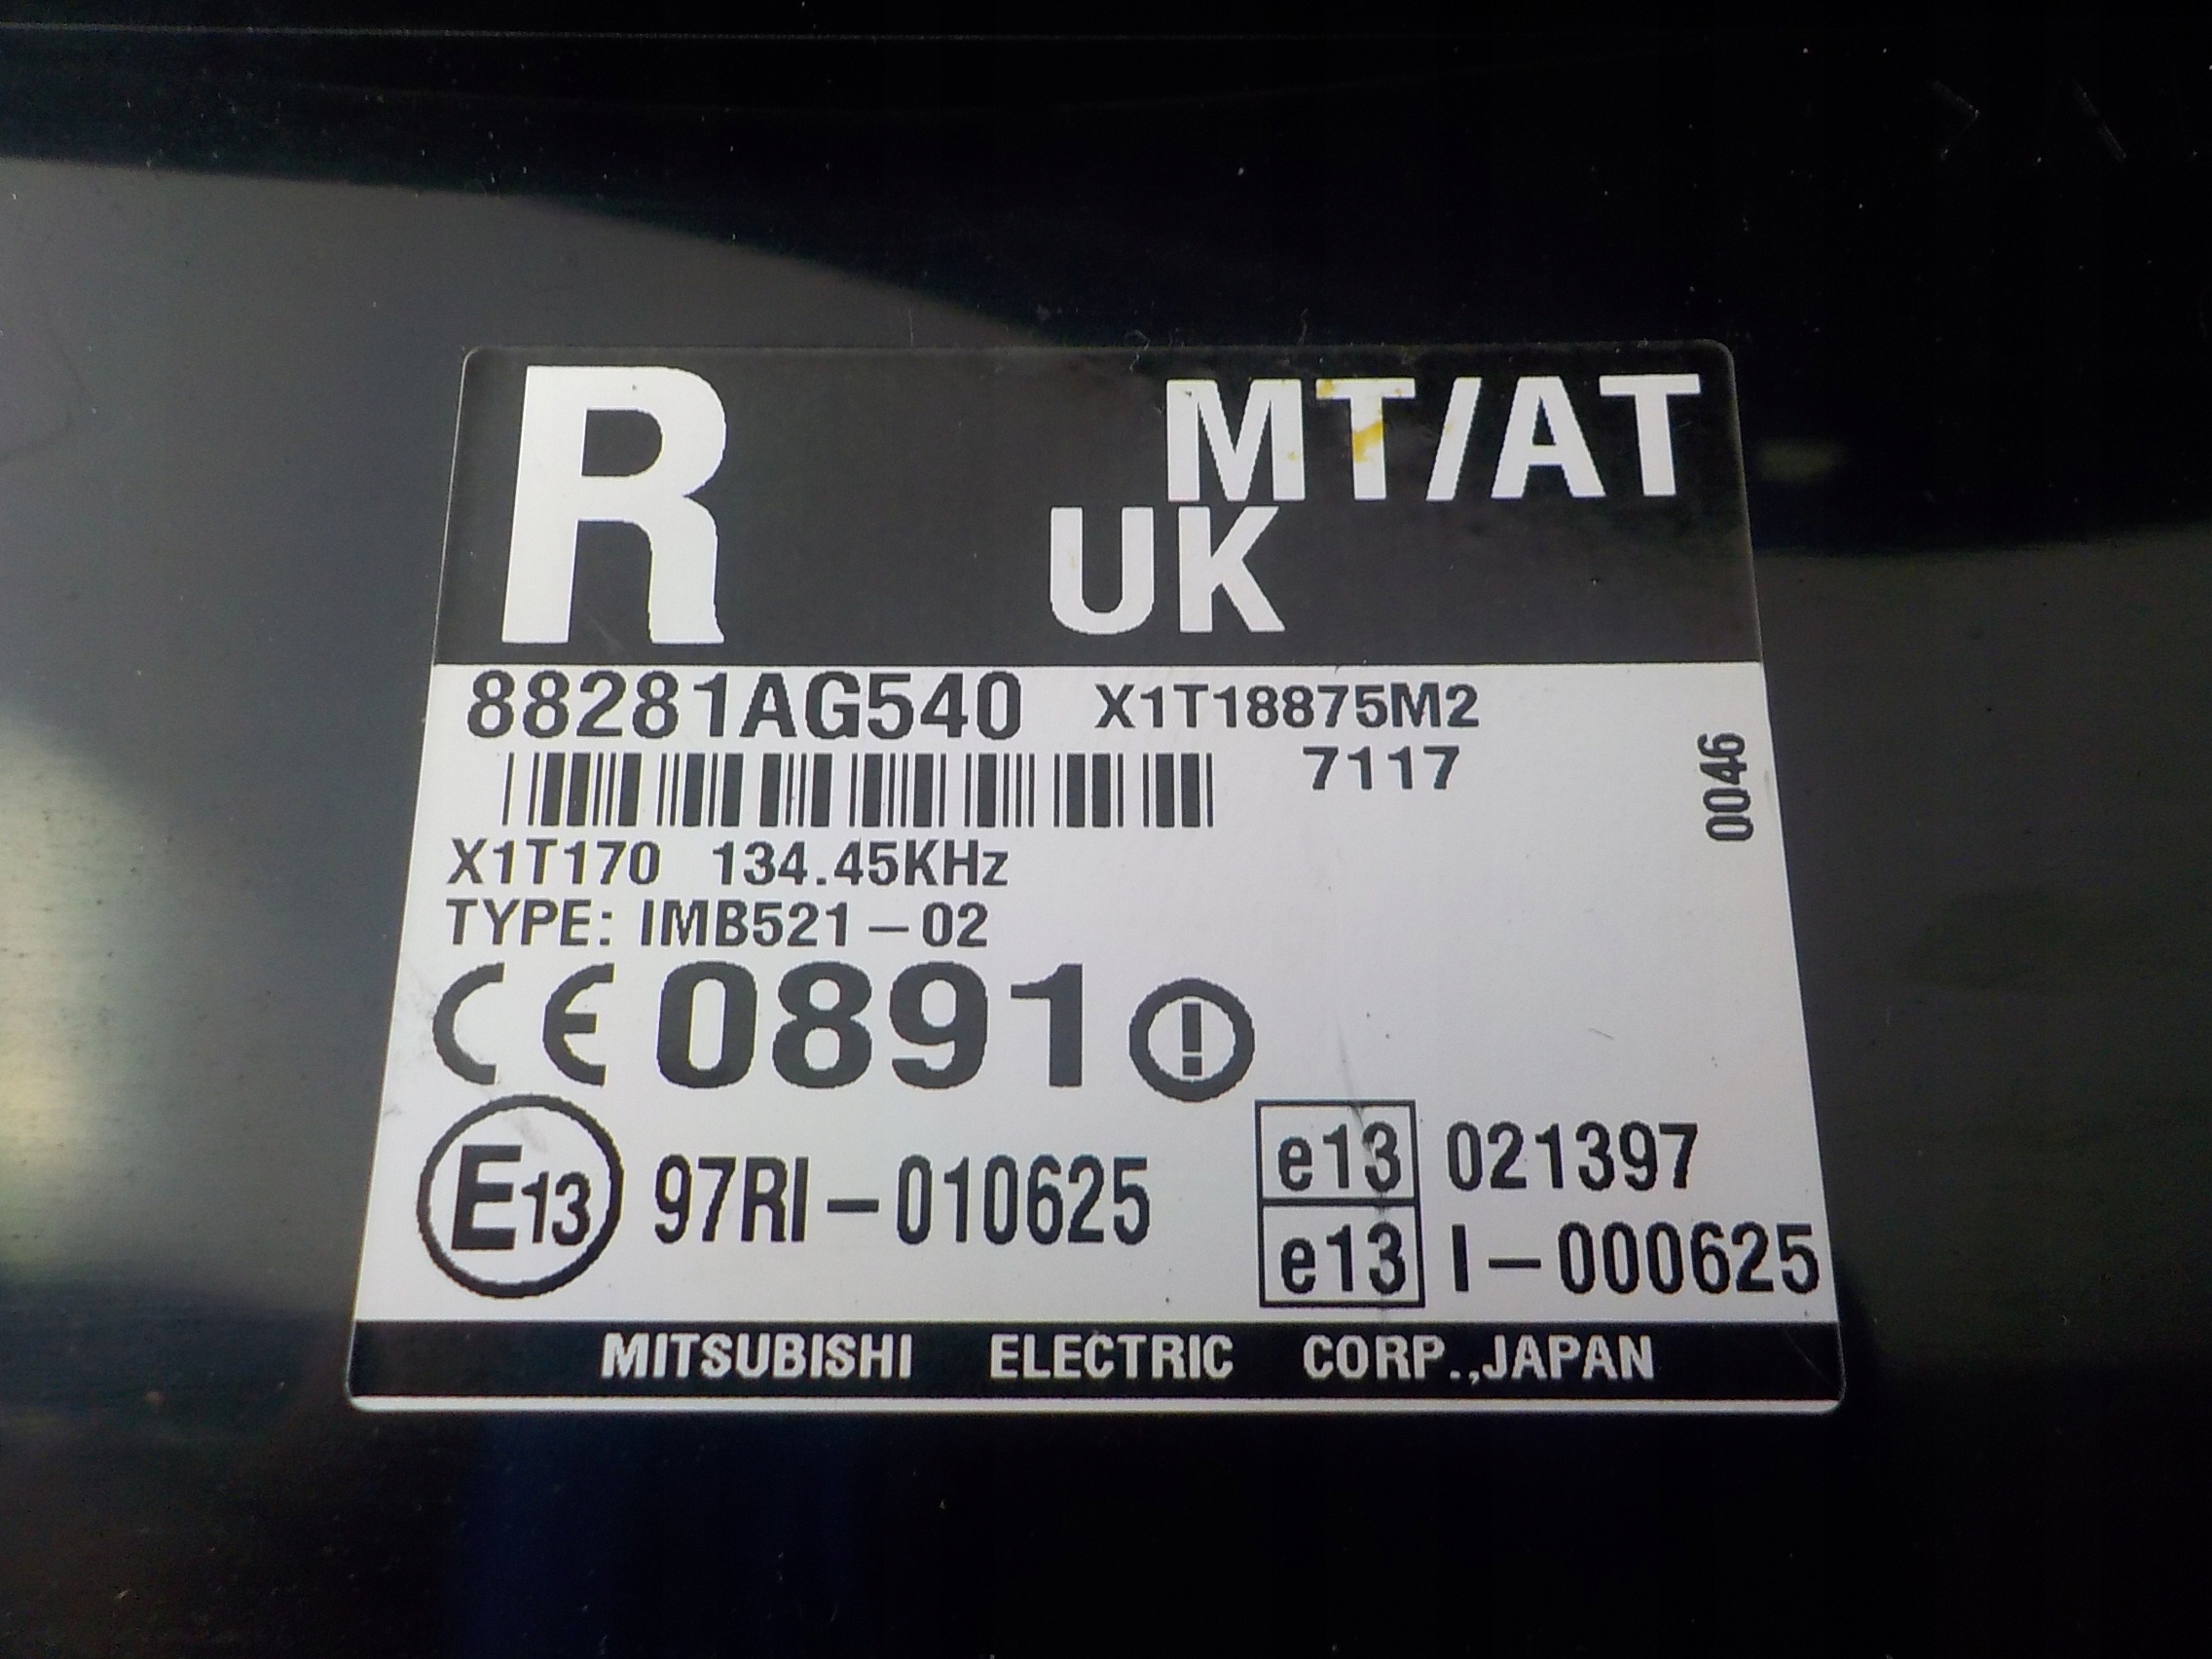 R MT/AT
UK
88281AG540 X1T18875M2
7117
0046
X1T170 134.45KHz
TYPE: IMB521-02
CE 0891 !
E13 97RI-010625
e13 021397
e13 I-000625
MITSUBISHI ELECTRIC CORP.,JAPAN